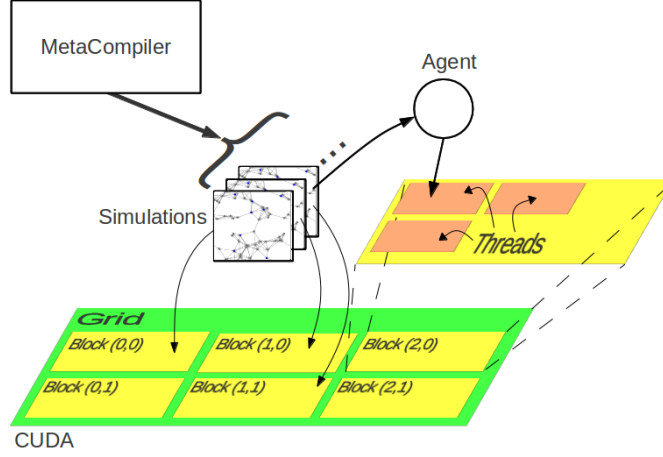 MetaCompiler
Agent
...
Simulations
Threads
Grid
Block (0,0)
Block (1,0)
Block (2,0)
Block (0,1)
Block (1,1)
Block (2,1)
CUDA